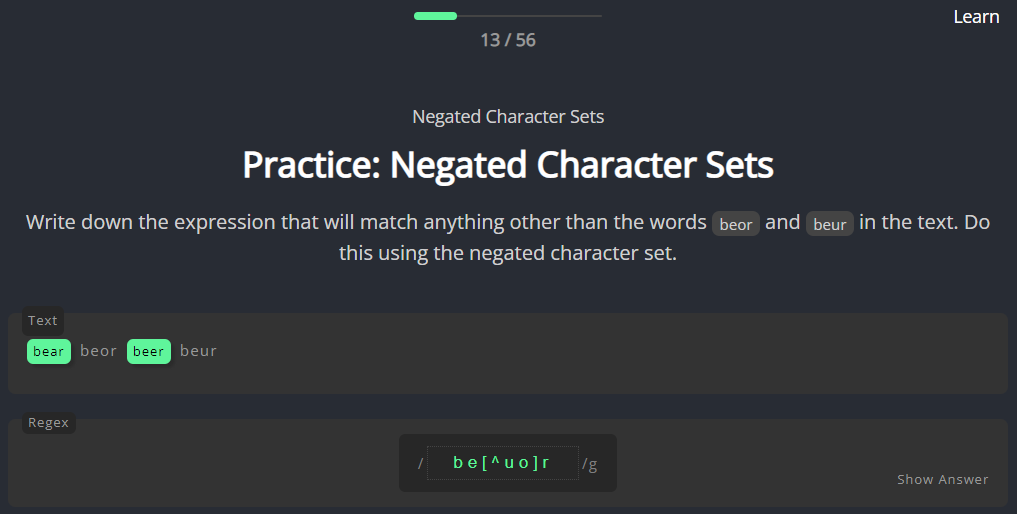 Learn
13 / 56
Negated Character Sets
Practice: Negated Character Sets
Write down the expression that will match anything other than the words beor and beur in the text. Do
this using the negated character set.
Text
bear beor beer beur
Regex
/ be[^uo]r /g
Show Answer